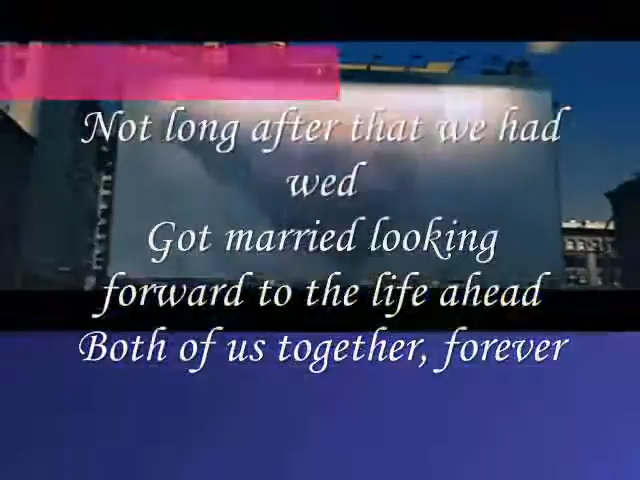 Not long after that we had
wed
Got married looking
forward to the life ahead
Both of us together, forever